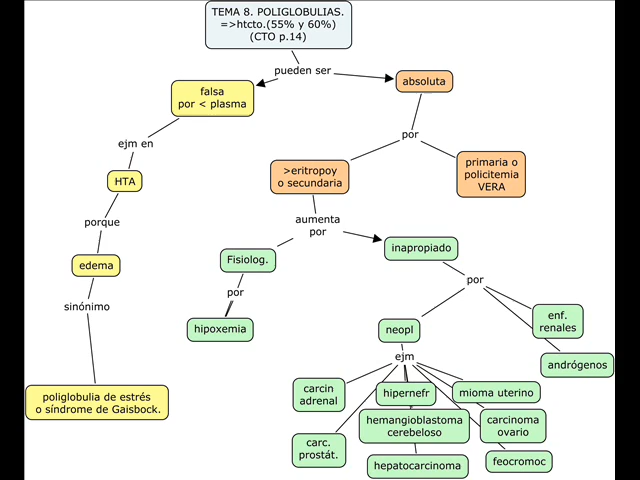 TEMA 8. POLIGLOBULIAS.
=>htcto.(55% y 60%)
(CTO p.14)
pueden ser
falsa
por < plasma
absoluta
ejm en
por
HTA
>eritropoy
o secundaria
primaria o
policitemia
VERA
porque
aumenta
por
edema
Fisiolog.
inapropiado
sinónimo
por
por
hipoxemia
neopl
enf.
renales
ejm
andrógenos
poliglobulia de estrés
o síndrome de Gaisbock.
carcin
adrenal
hipernefr
mioma uterino
hemangioblastoma
cerebeloso
carcinoma
ovario
carc.
prostát.
hepatocarcinoma
feocromoc